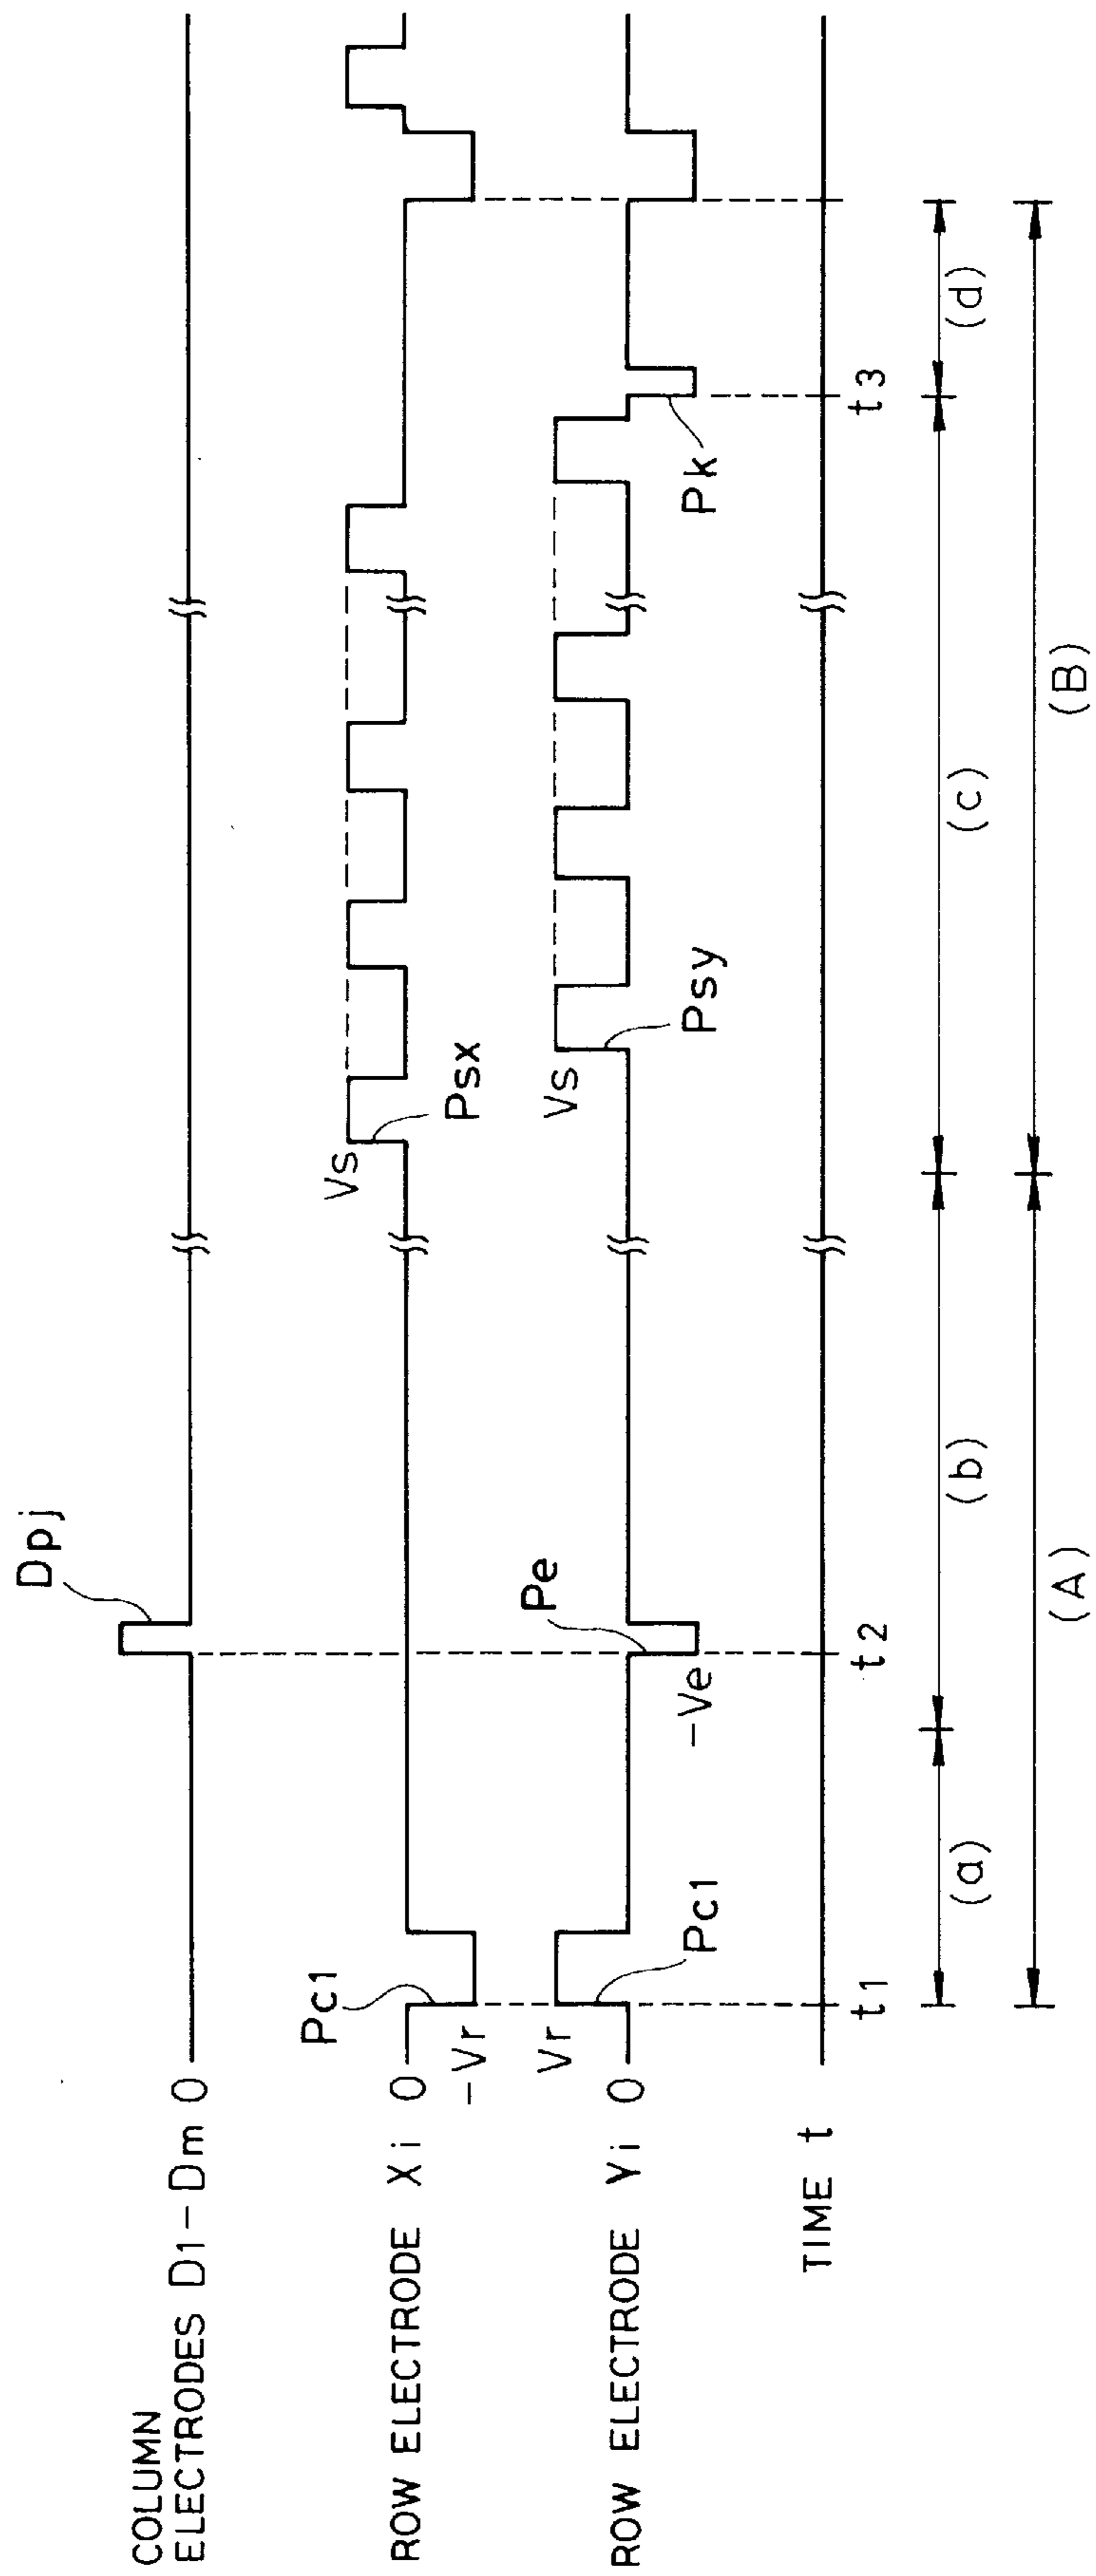 COLUMN
ELECTRODES D1-Dm 0
Dpj
ROW ELECTRODE Xi 0
-Vr
Pc1
Vs
Psx
ROW ELECTRODE Yi 0
Vr
Pc1
Pe
-Ve
Vs
Psy
Pk
TIME t
t1
t2
t3
(a)
(b)
(c)
(d)
(A)
(B)